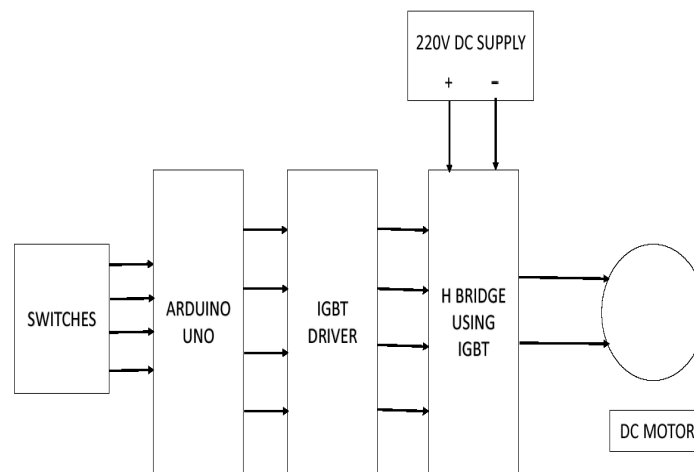 220V DC SUPPLY
+ -
SWITCHES
ARDUINO
UNO
IGBT
DRIVER
H BRIDGE
USING
IGBT
DC MOTOR